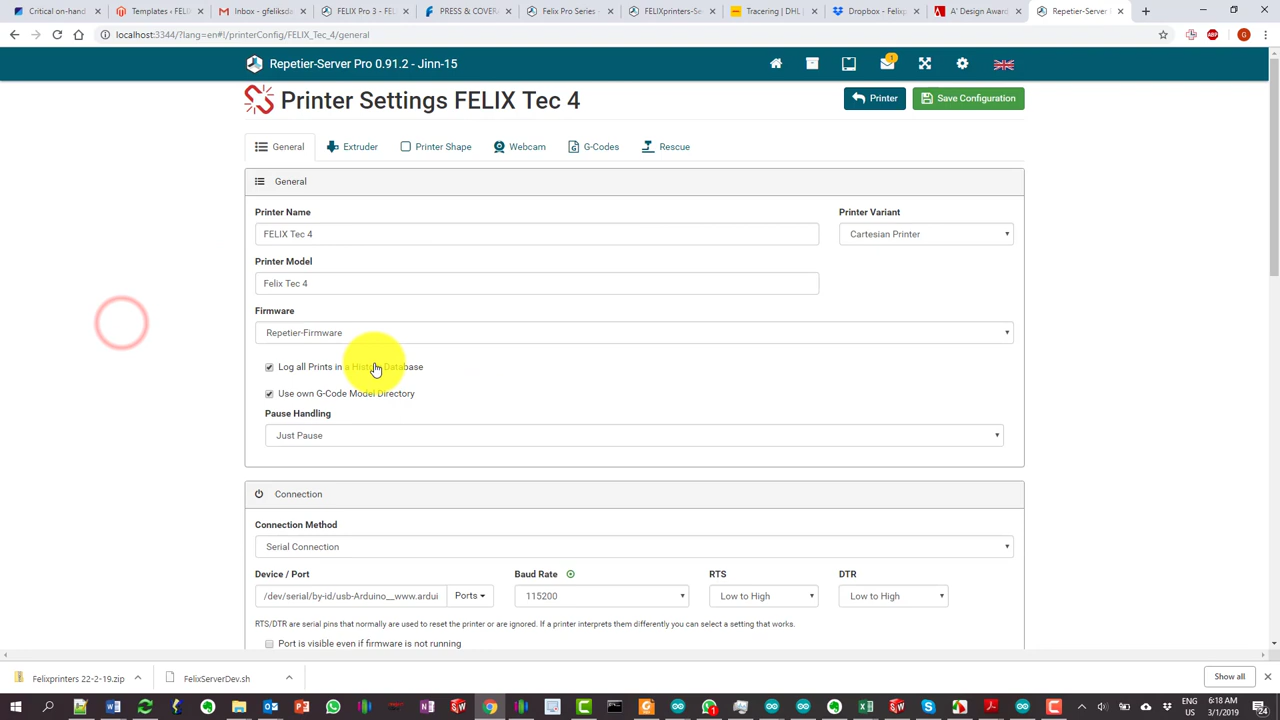 Critical on-hand
Templates / FELIX
Inbox - gfeliksd
FELIX Pro 3 - FEL
PRESS & COVERA
Felix Pro Series -
FELIXprinters-Se
Tracering | DHL |
Dropbox - Felixp
A' Design Award
Repetier-Server
localhost:3344/?lang=en#!/printerConfig/FELIX_Tec_4/general
Repetier-Server Pro 0.91.2 - Jinn-15
1
Printer Settings FELIX Tec 4
Printer
Save Configuration
General
Extruder
Printer Shape
Webcam
G-Codes
Rescue
General
Printer Name
Printer Variant
FELIX Tec 4
Cartesian Printer
Printer Model
Felix Tec 4
Firmware
Repetier-Firmware
Log all Prints in a History Database
Use own G-Code Model Directory
Pause Handling
Just Pause
Connection
Connection Method
Serial Connection
Device / Port
Baud Rate
RTS
DTR
/dev/serial/by-id/usb-Arduino__www.ardui
Ports
115200
Low to High
Low to High
RTS/DTR are serial pins that normally are used to reset the printer or are ignored. If a printer interprets them differently you can select a setting that works.
Port is visible even if firmware is not running
Felixprinters 22-2-19.zip
FelixServerDev.sh
Show all
ENG
US
6:18 AM
3/1/2019